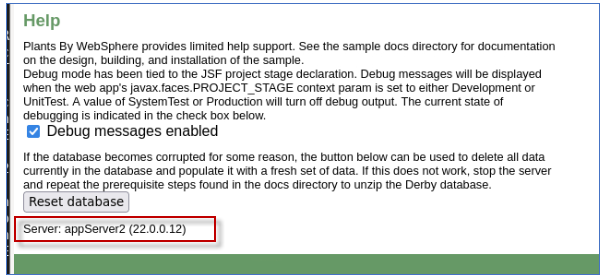 Help
Plants By WebSphere provides limited help support. See the sample docs directory for documentation
on the design, building, and installation of the sample.
Debug mode has been tied to the JSF project stage declaration. Debug messages will be displayed
when the web app's javax.faces.PROJECT_STAGE context param is set to either Development or
UnitTest. A value of SystemTest or Production will turn off debug output. The current state of
debugging is indicated in the check box below.
Debug messages enabled
If the database becomes corrupted for some reason, the button below can be used to delete all data
currently in the database and populate it with a fresh set of data. If this does not work, stop the server
and repeat the prerequisite steps found in the docs directory to unzip the Derby database.
Reset database
Server: appServer2 (22.0.0.12)